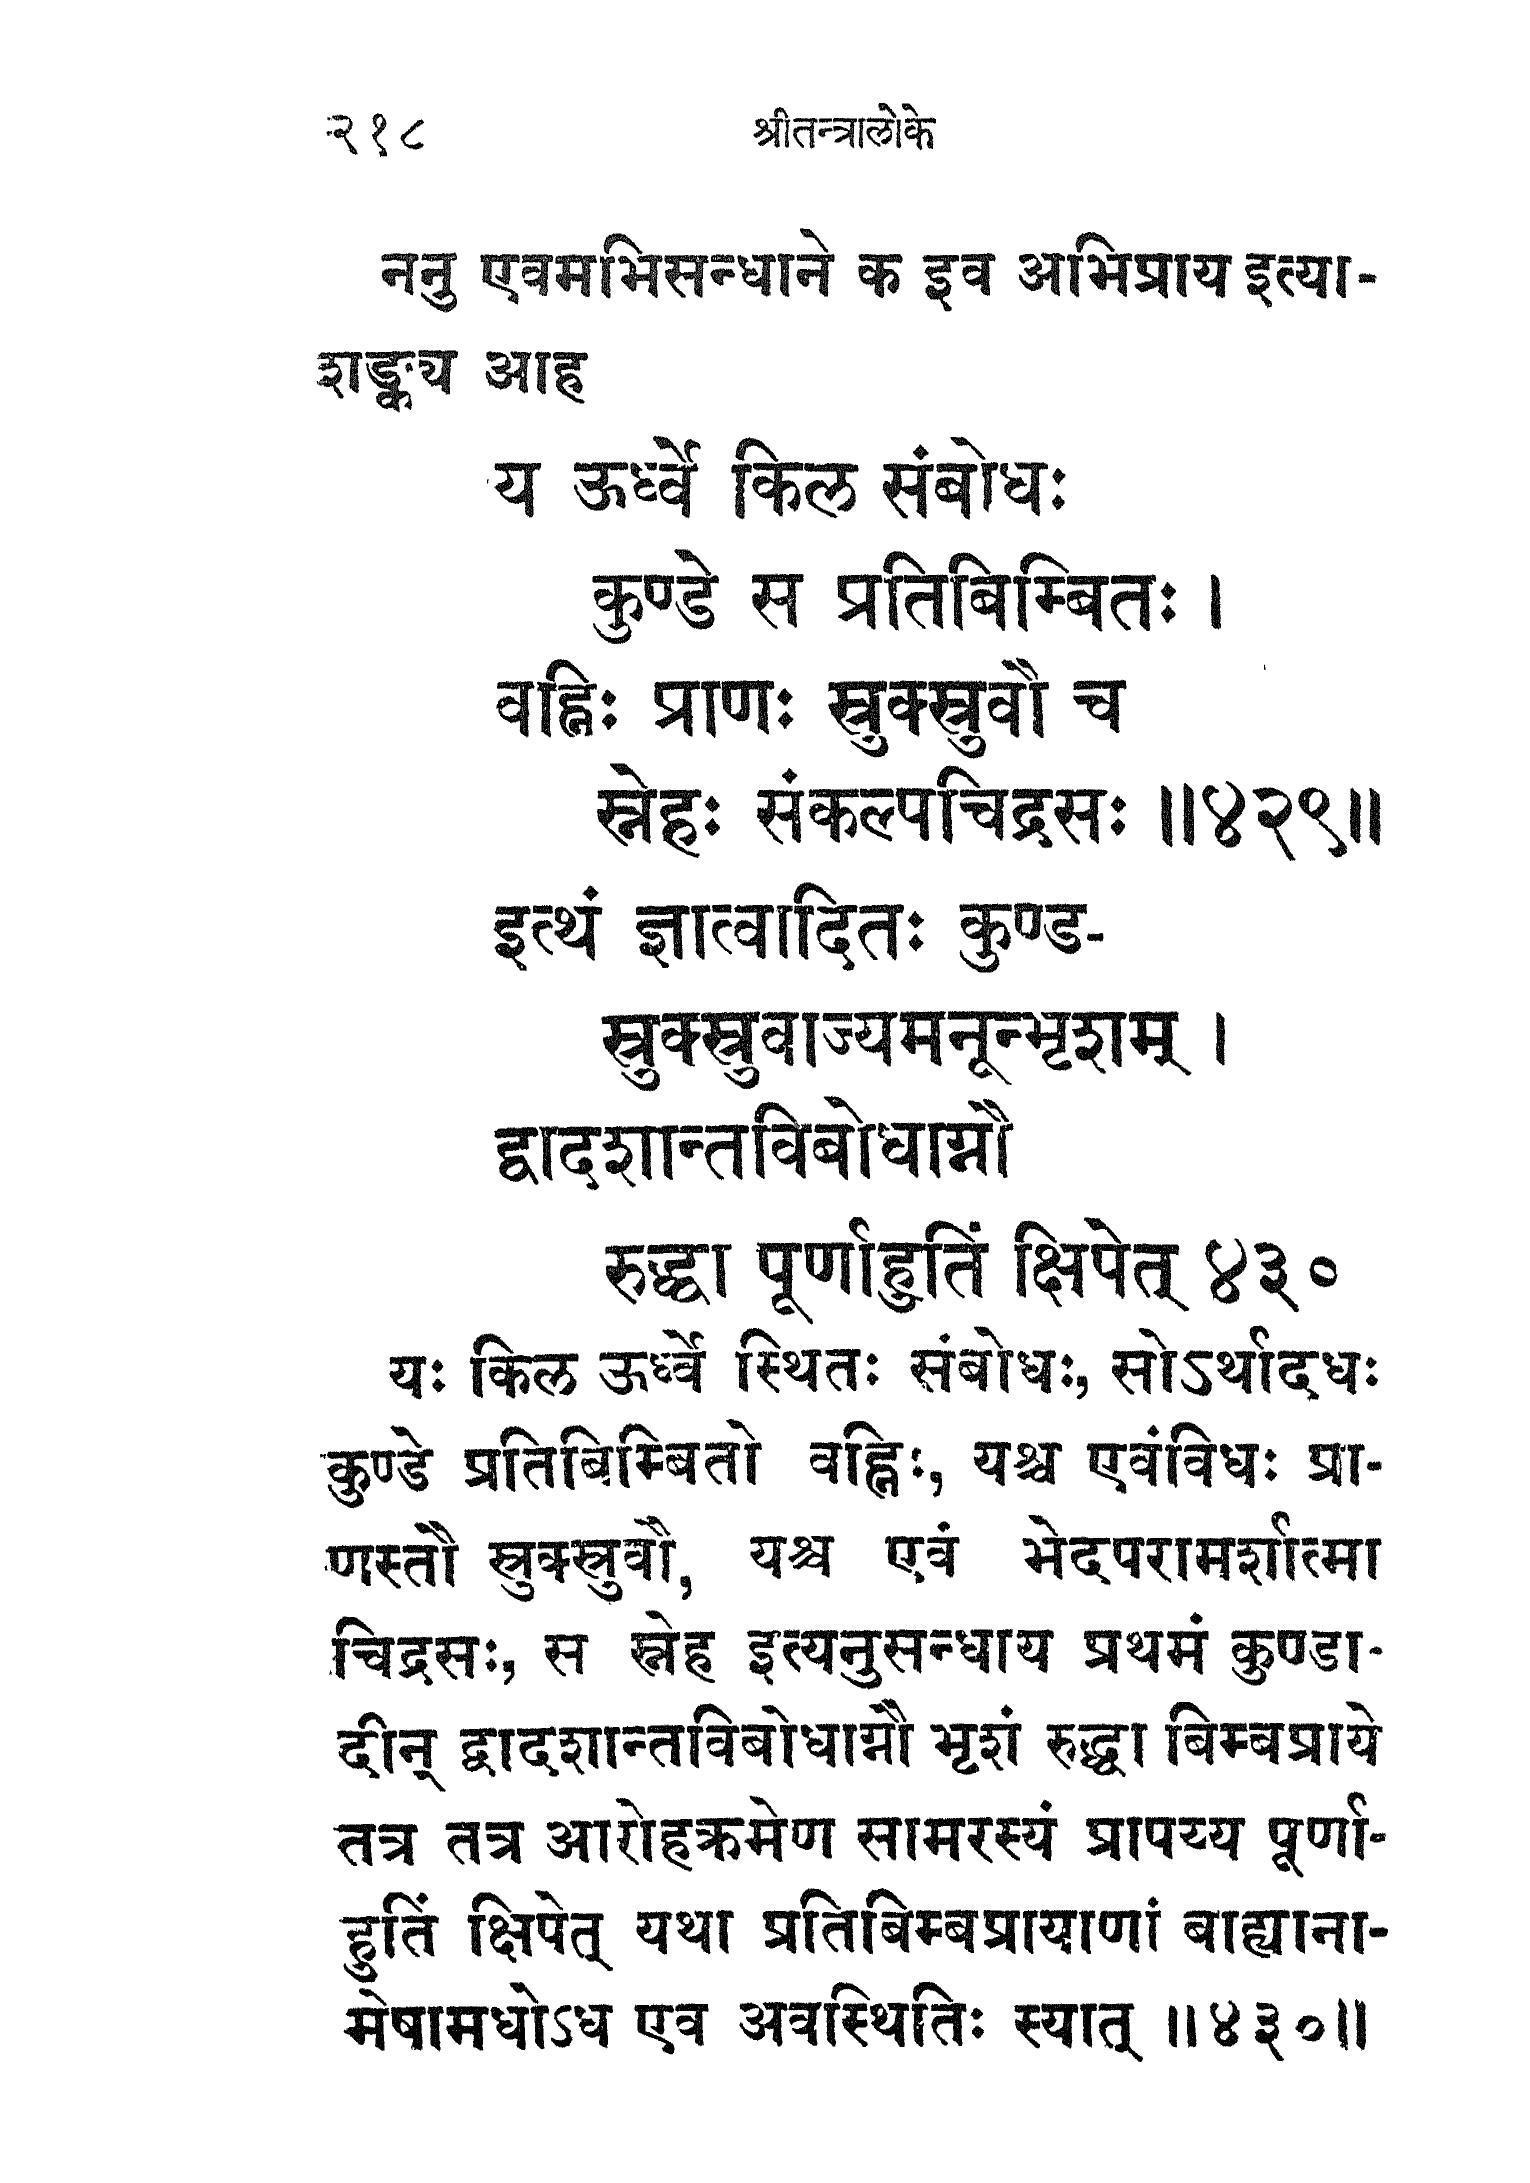 २१८ श्रीतन्त्रालोके
ननु एवमभिसन्धाने क इव अभिप्राय इत्या-
शङ्क्य आह
य ऊर्ध्वे किल संबोधः
कुण्डे स प्रतिबिम्बितः ।
वह्निः प्राणः स्रुक्स्रुवौ च
स्नेहः संकल्पचिद्रसः ॥४२९॥
इत्थं ज्ञात्वादितः कुण्ड-
स्रुक्स्रुवाज्यमनून्भृशम् ।
द्वादशान्तविबोधाग्नौ
रुद्ध्वा पूर्णाहुतिं क्षिपेत् ४३०
यः किल ऊर्ध्वे स्थितः संबोधः, सोऽर्थादधः
कुण्डे प्रतिबिम्बितो वह्निः, यश्च एवंविधः प्रा-
णस्तौ स्रुक्स्रुवौ, यश्च एवं भेदपरामर्शात्मा
चिद्रसः, स स्नेह इत्यनुसन्धाय प्रथमं कुण्डा-
दीन् द्वादशान्तविबोधाग्नौ भृशं रुद्ध्वा बिम्बप्राये
तत्र तत्र आरोहक्रमेण सामरस्यं प्रापय्य पूर्णा-
हुतिं क्षिपेत् यथा प्रतिबिम्बप्रायाणां बाह्याना-
मेषामधोऽध एव अवस्थितिः स्यात् ॥४३०॥